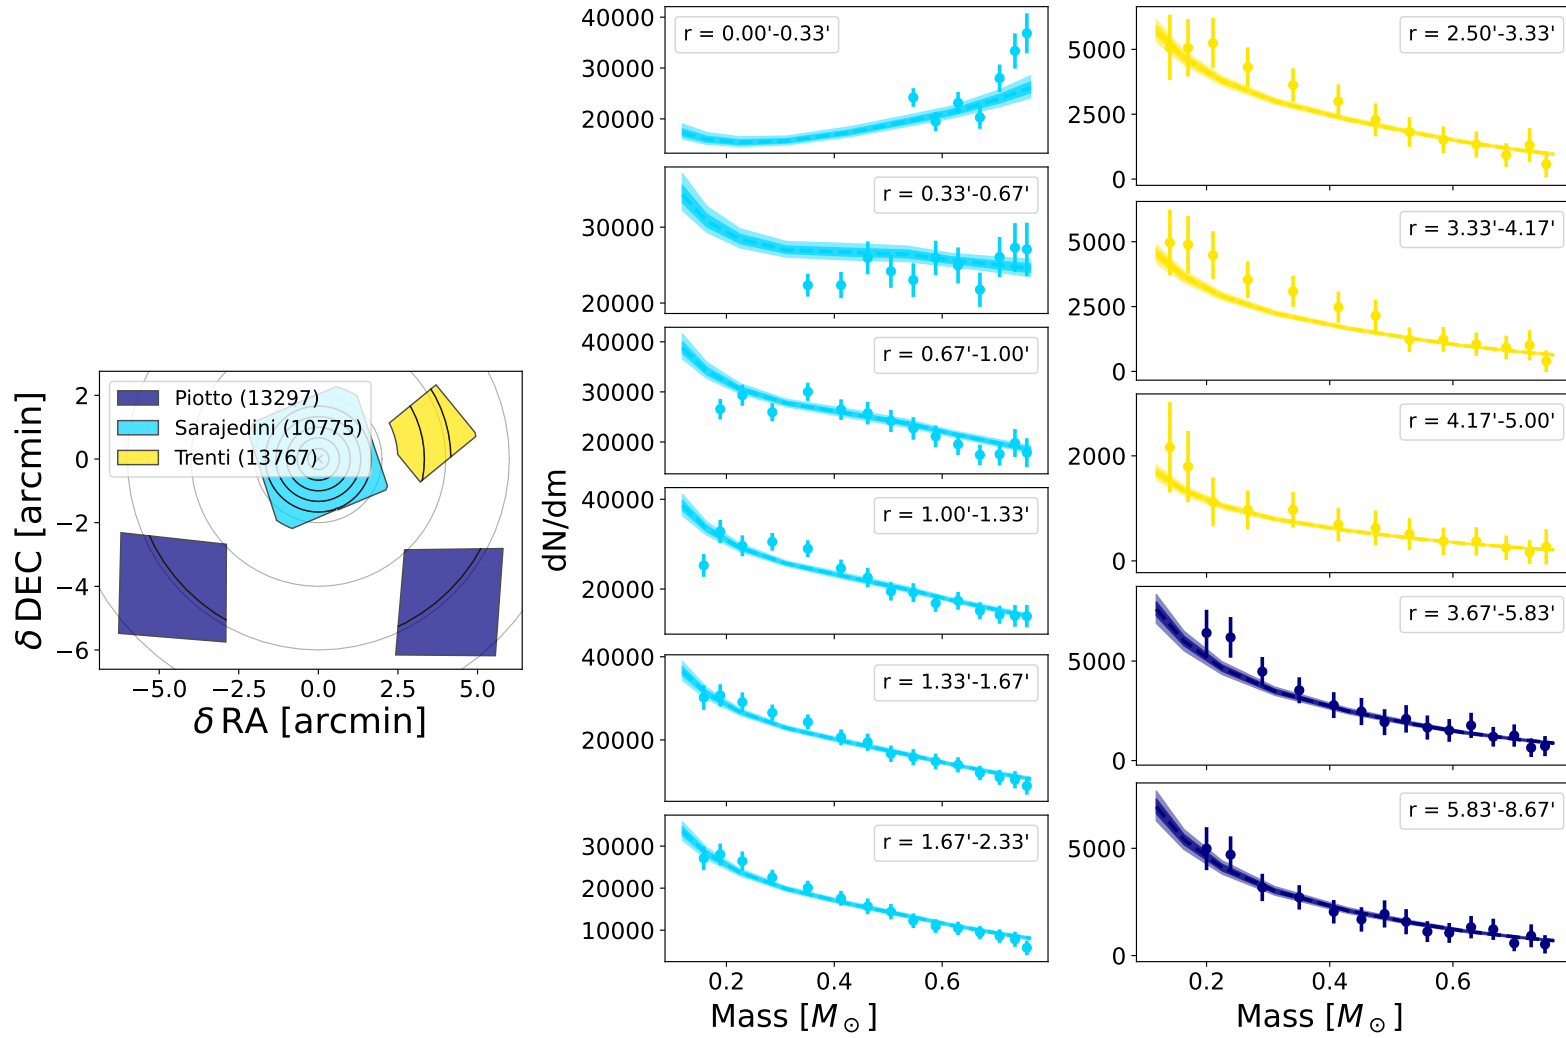 δ DEC [arcmin]
2
0
−2
−4
−6
Piotto (13297)
Sarajedini (10775)
Trenti (13767)
−5.0 −2.5 0.0 2.5 5.0
δ RA [arcmin]
dN/dm
40000
30000
20000
r = 0.00'-0.33'
30000
20000
r = 0.33'-0.67'
40000
30000
20000
r = 0.67'-1.00'
40000
20000
r = 1.00'-1.33'
40000
20000
r = 1.33'-1.67'
30000
20000
10000
r = 1.67'-2.33'
0.2 0.4 0.6
Mass [M⊙]
5000
2500
0
r = 2.50'-3.33'
5000
2500
0
r = 3.33'-4.17'
2000
0
r = 4.17'-5.00'
5000
0
r = 3.67'-5.83'
5000
0
r = 5.83'-8.67'
0.2 0.4 0.6
Mass [M⊙]